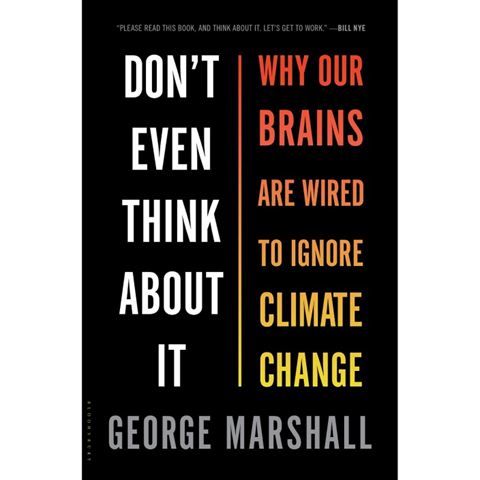 "PLEASE READ THIS BOOK, AND THINK ABOUT IT. LET'S GET TO WORK." —BILL NYE
DON'T
EVEN
THINK
ABOUT
IT
WHY OUR
BRAINS
ARE WIRED
TO IGNORE
CLIMATE
CHANGE
GEORGE MARSHALL
BLOOMSBURY